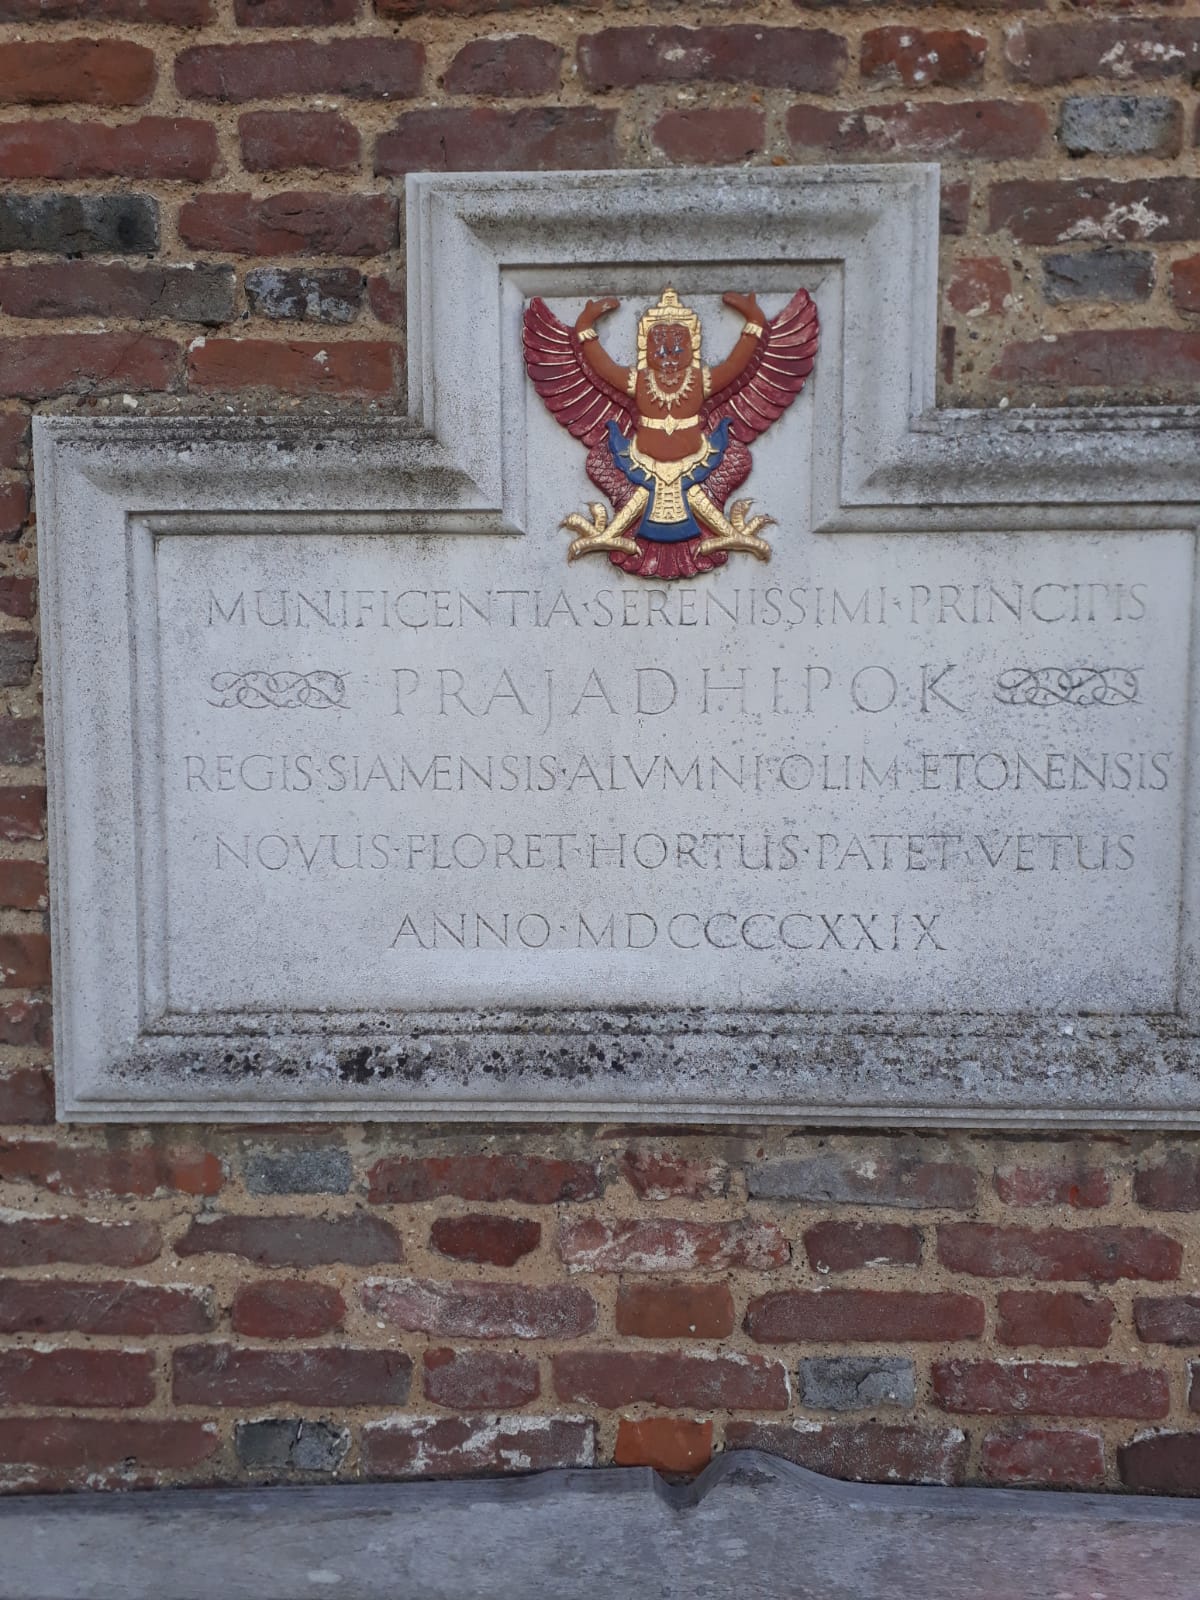 MUNIFICENTIA·SERENISSIMI·PRINCIPIS
PRAJADHIPOK
REGIS·SIAMENSIS·ALVMNI·OLIM·ETONENSIS
NOVUS·FLORET·HORTUS·PATET·VETUS
ANNO·MDCCCCXXIX